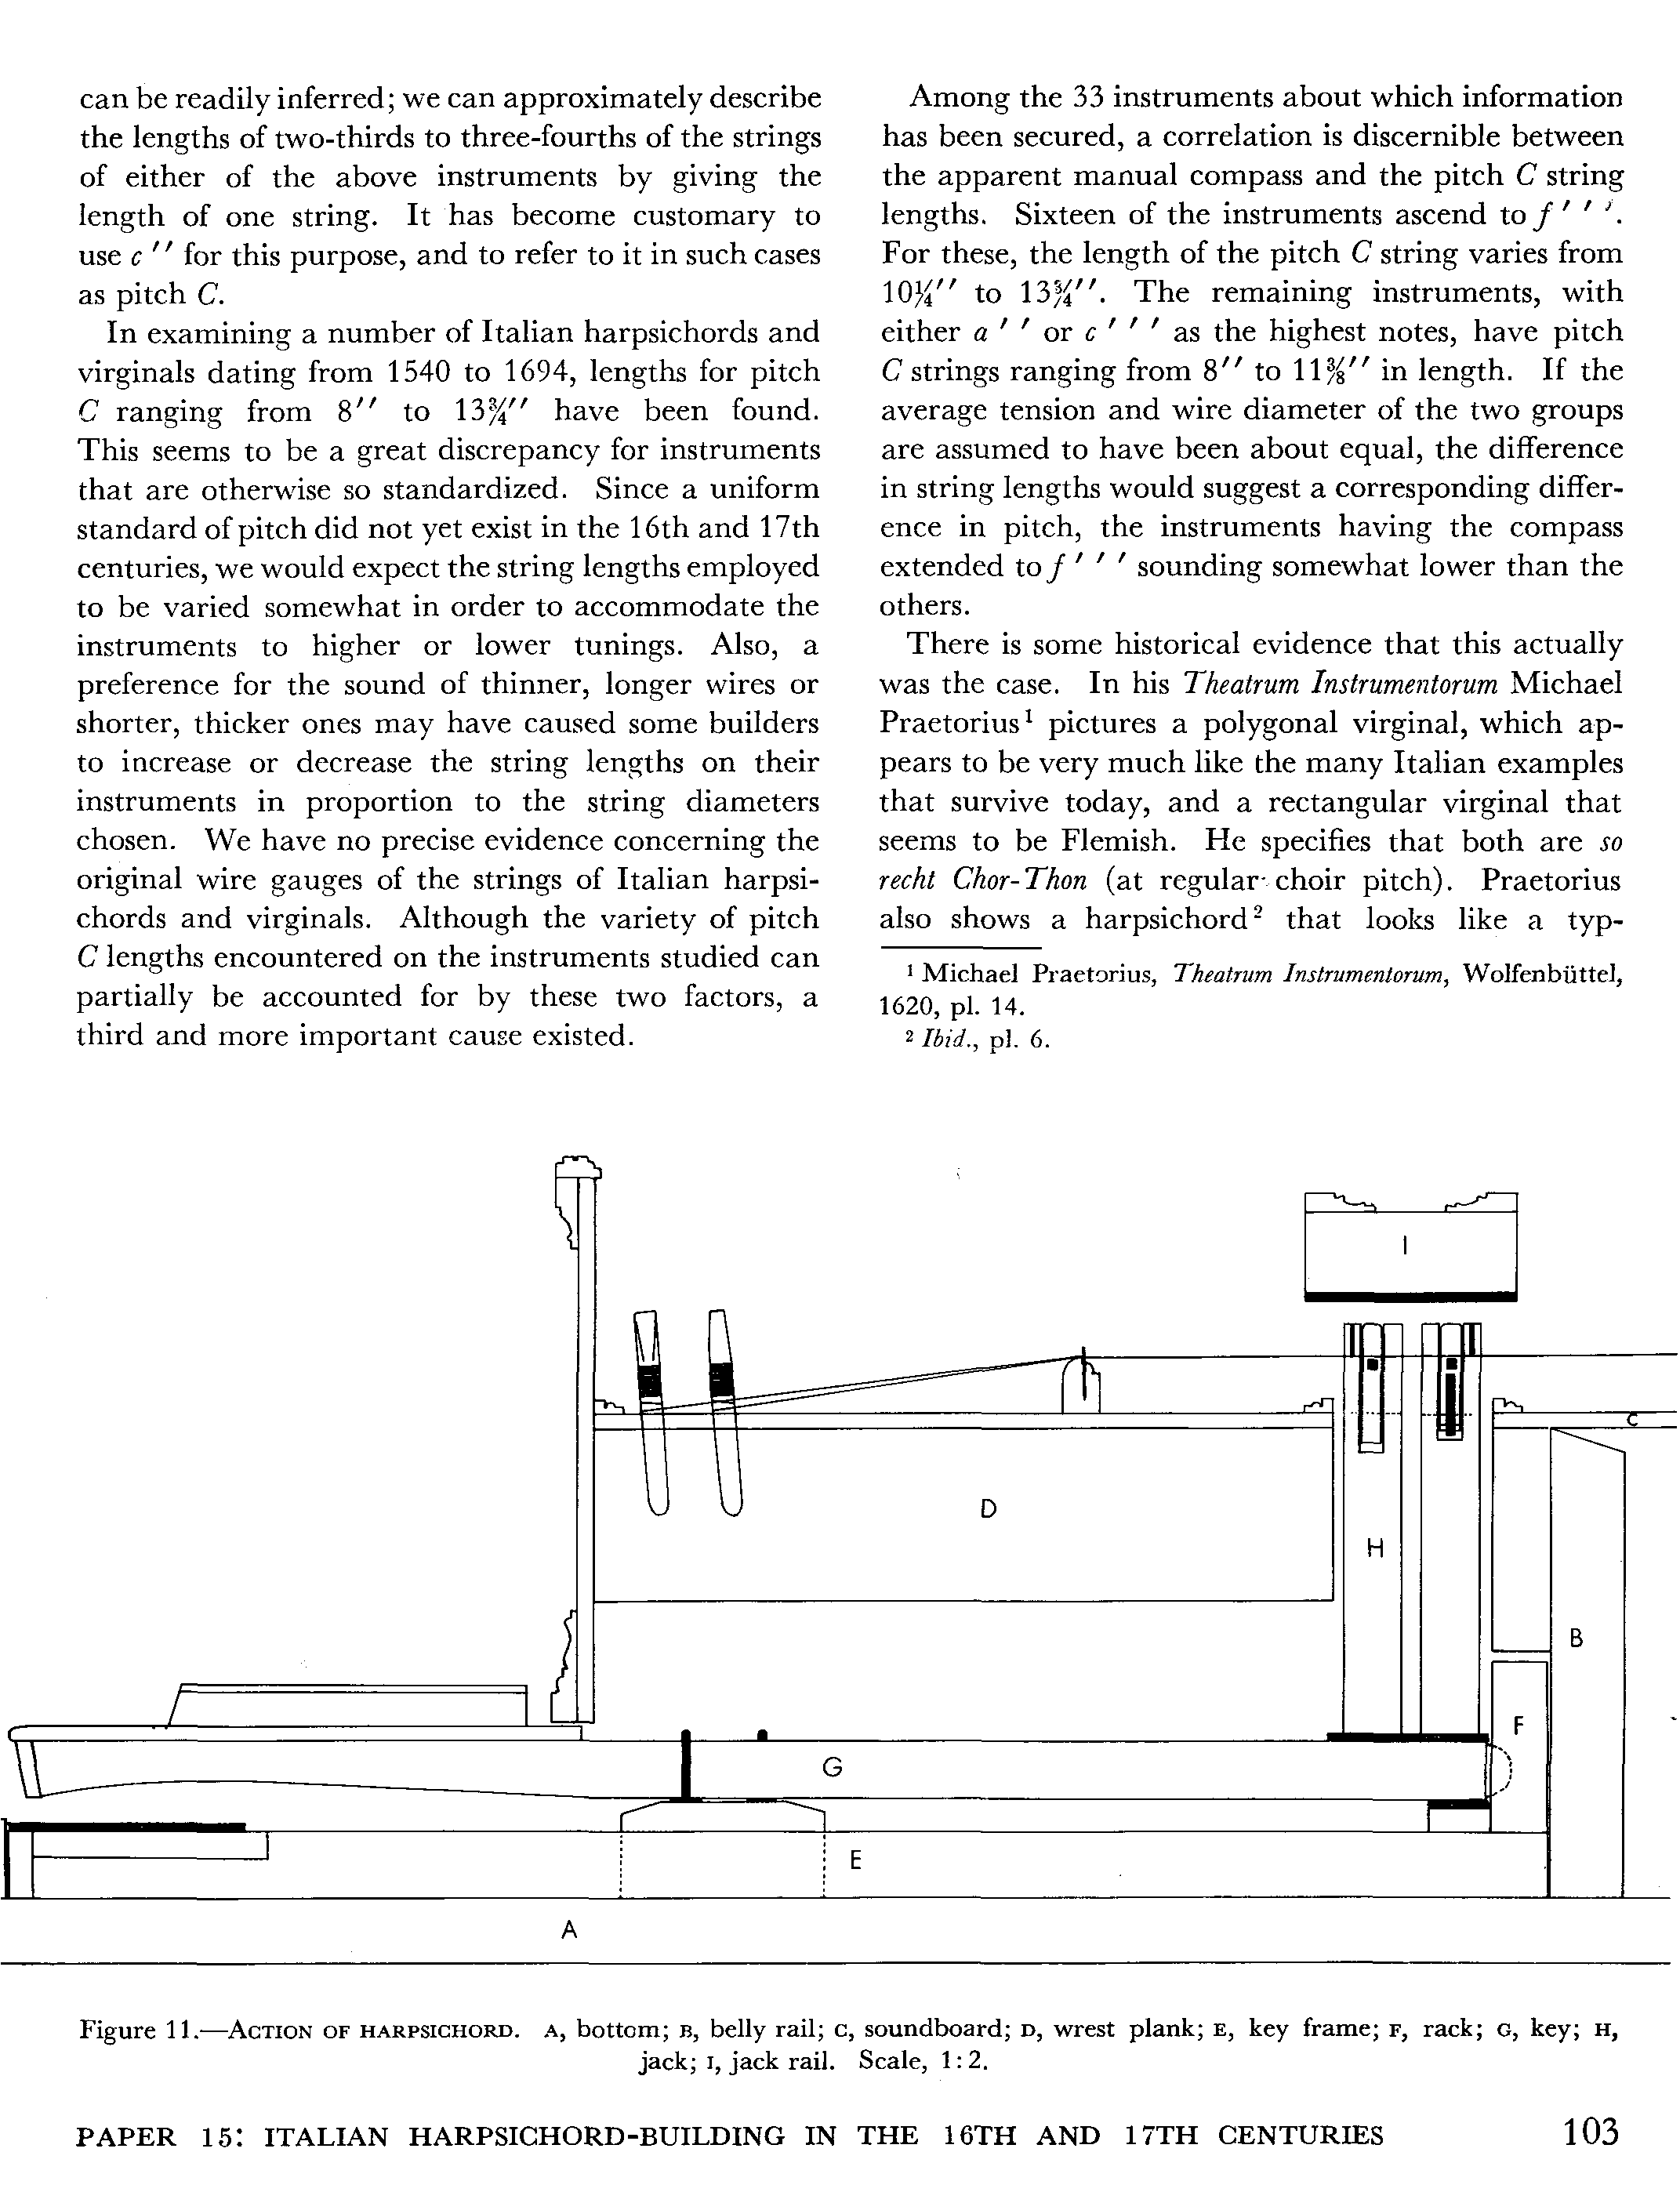 can be readily inferred; we can approximately describe
the lengths of two-thirds to three-fourths of the strings
of either of the above instruments by giving the
length of one string. It has become customary to
use c '' for this purpose, and to refer to it in such cases
as pitch C.
In examining a number of Italian harpsichords and
virginals dating from 1540 to 1694, lengths for pitch
C ranging from 8'' to 13¾'' have been found.
This seems to be a great discrepancy for instruments
that are otherwise so standardized. Since a uniform
standard of pitch did not yet exist in the 16th and 17th
centuries, we would expect the string lengths employed
to be varied somewhat in order to accommodate the
instruments to higher or lower tunings. Also, a
preference for the sound of thinner, longer wires or
shorter, thicker ones may have caused some builders
to increase or decrease the string lengths on their
instruments in proportion to the string diameters
chosen. We have no precise evidence concerning the
original wire gauges of the strings of Italian harpsi-
chords and virginals. Although the variety of pitch
C lengths encountered on the instruments studied can
partially be accounted for by these two factors, a
third and more important cause existed.
Among the 33 instruments about which information
has been secured, a correlation is discernible between
the apparent manual compass and the pitch C string
lengths. Sixteen of the instruments ascend to f ' ' '.
For these, the length of the pitch C string varies from
10¼'' to 13¾''. The remaining instruments, with
either a ' ' or c ' ' ' as the highest notes, have pitch
C strings ranging from 8'' to 11⅜'' in length. If the
average tension and wire diameter of the two groups
are assumed to have been about equal, the difference
in string lengths would suggest a corresponding differ-
ence in pitch, the instruments having the compass
extended to f ' ' ' sounding somewhat lower than the
others.
There is some historical evidence that this actually
was the case. In his Theatrum Instrumentorum Michael
Praetorius¹ pictures a polygonal virginal, which ap-
pears to be very much like the many Italian examples
that survive today, and a rectangular virginal that
seems to be Flemish. He specifies that both are so
recht Chor-Thon (at regular choir pitch). Praetorius
also shows a harpsichord² that looks like a typ-
¹ Michael Praetorius, Theatrum Instrumentorum, Wolfenbüttel,
1620, pl. 14.
² Ibid., pl. 6.
I
C
D
H
B
F
G
E
A
Figure 11.—Action of harpsichord. A, bottom; B, belly rail; C, soundboard; D, wrest plank; E, key frame; F, rack; G, key; H,
jack; I, jack rail. Scale, 1:2.
PAPER 15: ITALIAN HARPSICHORD-BUILDING IN THE 16TH AND 17TH CENTURIES 103